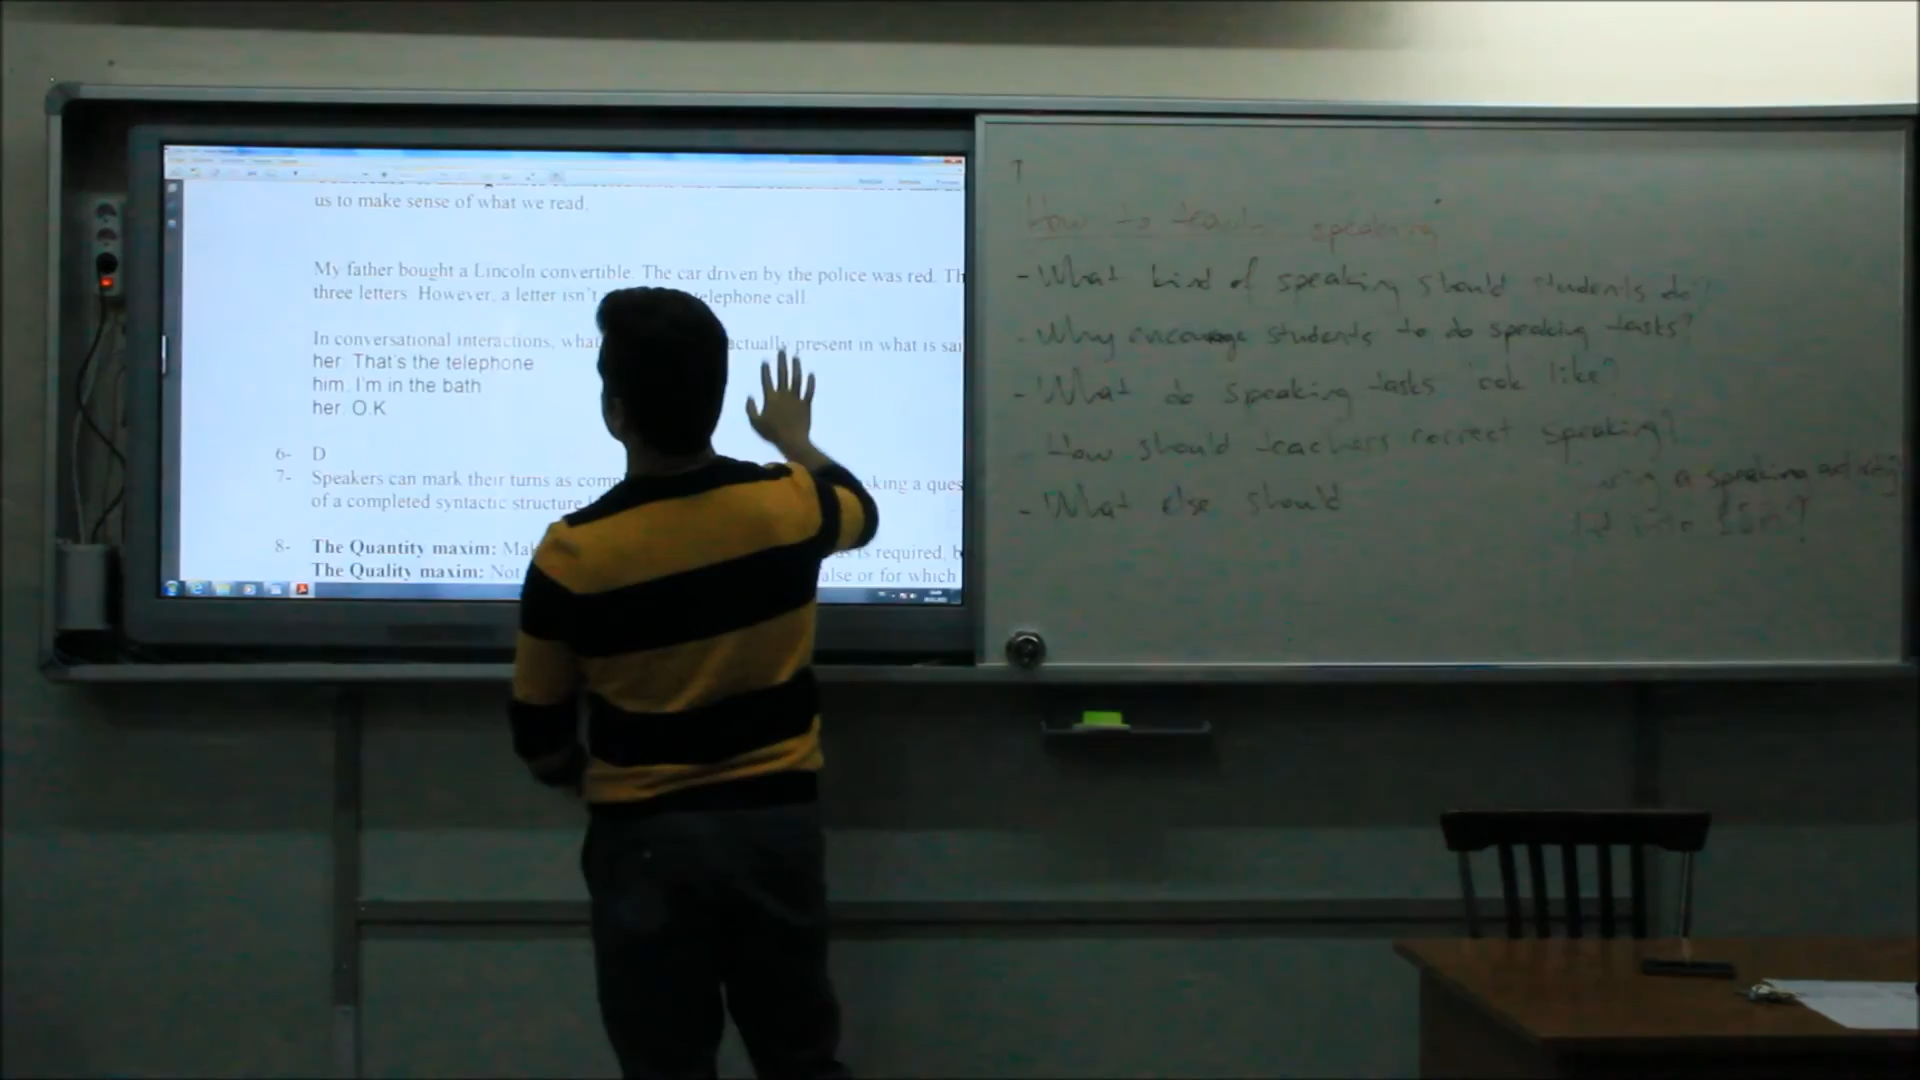 us to make sense of what we read.
My father bought a Lincoln convertible. The car driven by the police was red. Th
three letters. However, a letter isn't elephone call.
In conversational interactions, what actually present in what is sai
her: That's the telephone
him: I'm in the bath
her: O.K
6- D
7- Speakers can mark their turns as comp sking a ques
of a completed syntactic structure
8- The Quantity maxim: Mak is required, b
The Quality maxim: Not alse or for which
How to teach speaking
- What kind of speaking should students do?
- Why encourage students to do speaking tasks?
- What do speaking tasks look like?
How should teachers correct speaking?
- What else should
a speaking activity